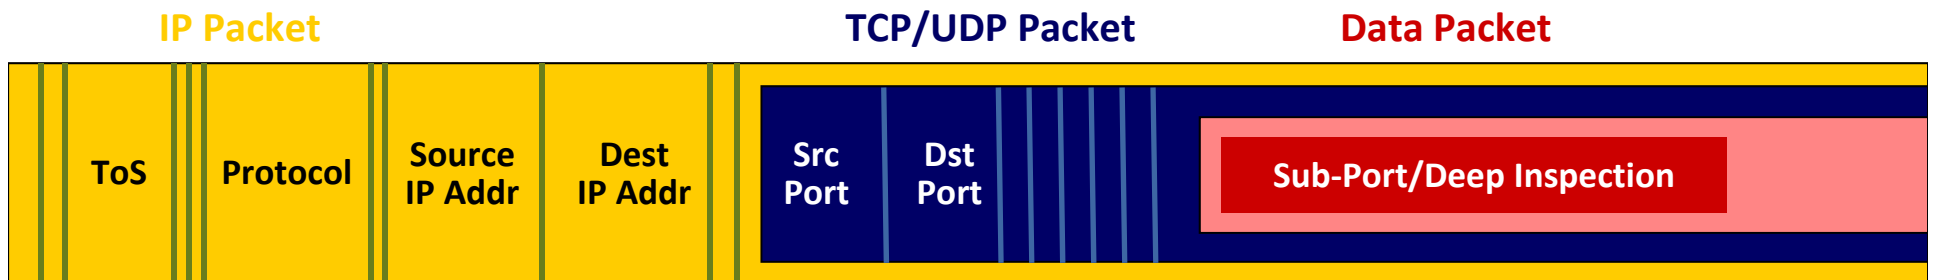 IP Packet
TCP/UDP Packet
Data Packet
ToS
Protocol
Source
IP Addr
Dest
IP Addr
Src
Port
Dst
Port
Sub-Port/Deep Inspection